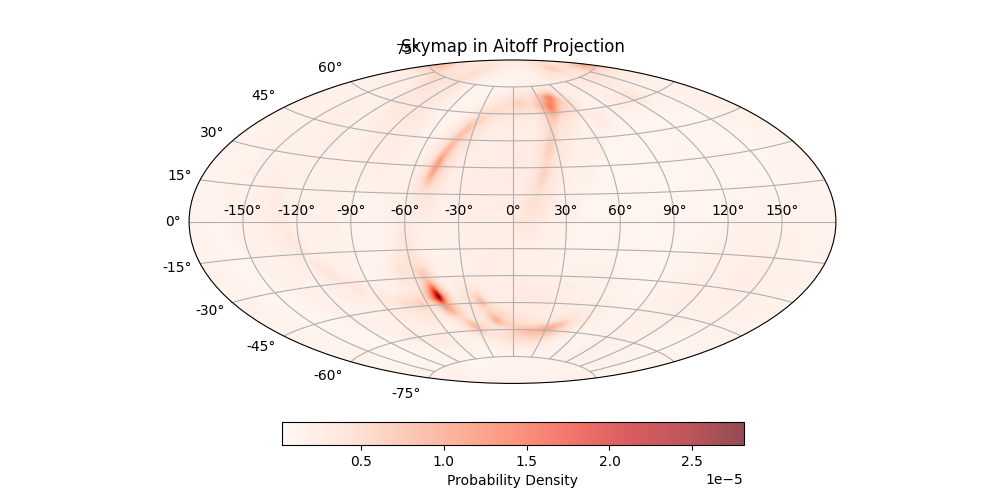 75°
Skymap in Aitoff Projection
60°
45°
30°
15°
-150° -120° -90° -60° -30° 0° 30° 60° 90° 120° 150°
0°
-15°
-30°
-45°
-60°
-75°
0.5 1.0 1.5 2.0 2.5
Probability Density
1e−5